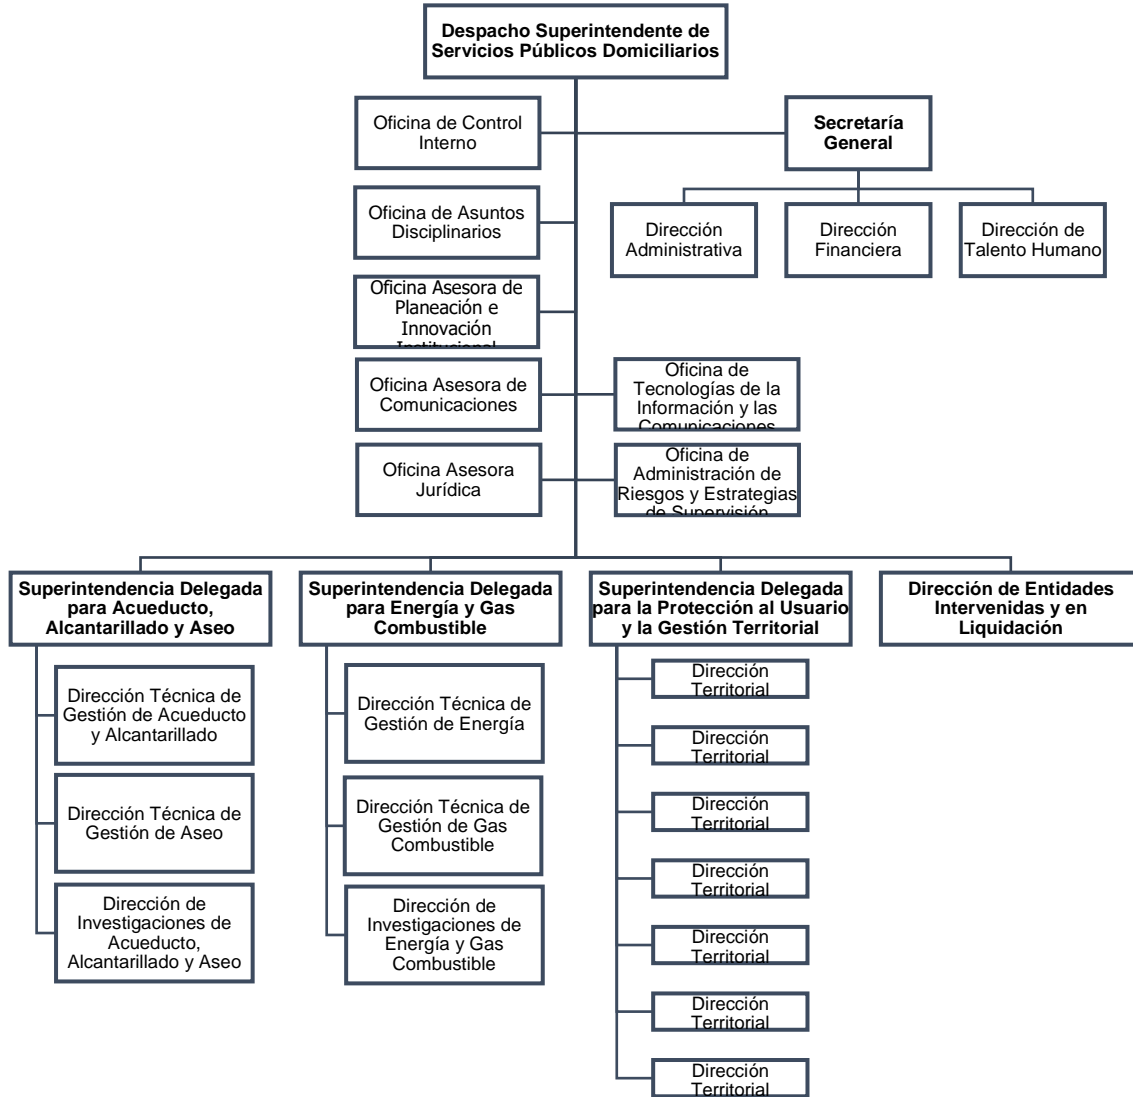 Despacho Superintendente de
Servicios Públicos Domiciliarios
Oficina de Control
Interno
Secretaría
General
Oficina de Asuntos
Disciplinarios
Dirección
Administrativa
Dirección
Financiera
Dirección de
Talento Humano
Oficina Asesora de
Planeación e
Innovación
Institucional
Oficina Asesora de
Comunicaciones
Oficina de
Tecnologías de la
Información y las
Comunicaciones
Oficina Asesora
Jurídica
Oficina de
Administración de
Riesgos y Estrategias
de Supervisión
Superintendencia Delegada
para Acueducto,
Alcantarillado y Aseo
Superintendencia Delegada
para Energía y Gas
Combustible
Superintendencia Delegada
para la Protección al Usuario
y la Gestión Territorial
Dirección de Entidades
Intervenidas y en
Liquidación
Dirección Técnica de
Gestión de Acueducto
y Alcantarillado
Dirección Técnica de
Gestión de Aseo
Dirección de
Investigaciones de
Acueducto,
Alcantarillado y Aseo
Dirección Técnica de
Gestión de Energía
Dirección Técnica de
Gestión de Gas
Combustible
Dirección de
Investigaciones de
Energía y Gas
Combustible
Dirección
Territorial
Dirección
Territorial
Dirección
Territorial
Dirección
Territorial
Dirección
Territorial
Dirección
Territorial
Dirección
Territorial